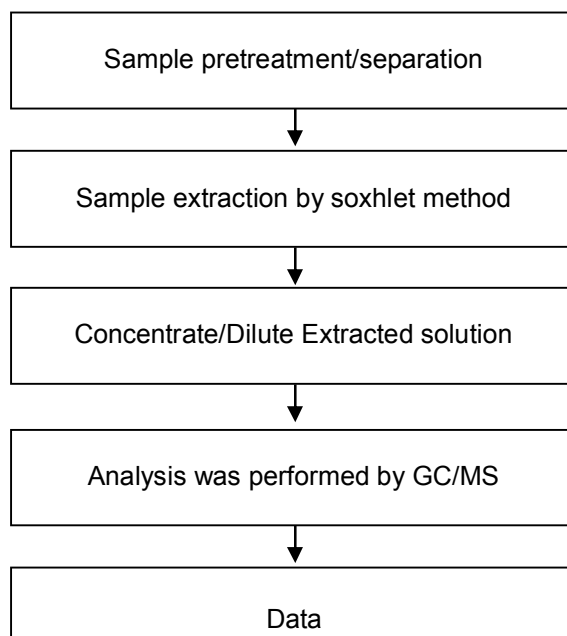 Sample pretreatment/separation
Sample extraction by soxhlet method
Concentrate/Dilute Extracted solution
Analysis was performed by GC/MS
Data